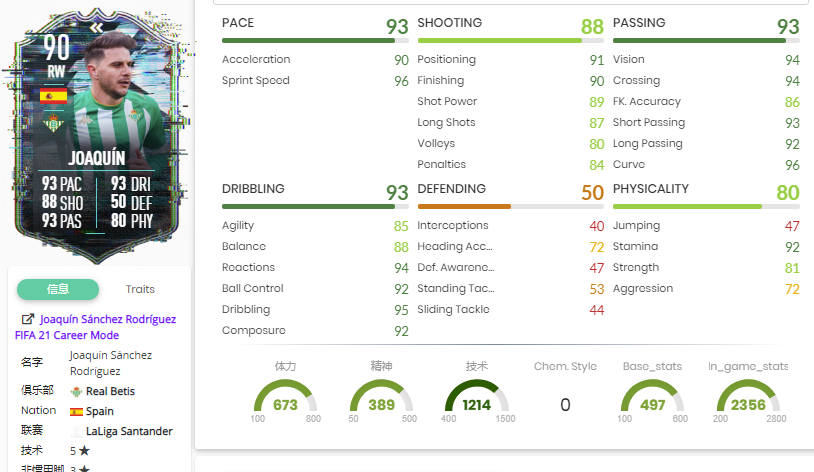 90
RW
JOAQUÍN
93 PAC 93 DRI
88 SHO 50 DEF
93 PAS 80 PHY
信息 Traits
Joaquín Sánchez Rodríguez
FIFA 21 Career Mode
名字 Joaquín Sánchez
Rodríguez
俱乐部 Real Betis
Nation Spain
联赛 LaLiga Santander
技术 5 ★
非惯用脚 3 ★
PACE 93
Acceleration 90
Sprint Speed 96
SHOOTING 88
Positioning 91
Finishing 90
Shot Power 89
Long Shots 87
Volleys 80
Penalties 84
PASSING 93
Vision 94
Crossing 94
FK. Accuracy 86
Short Passing 93
Long Passing 92
Curve 96
DRIBBLING 93
Agility 85
Balance 88
Reactions 94
Ball Control 92
Dribbling 95
Composure 92
DEFENDING 50
Interceptions 40
Heading Acc... 72
Def. Awarene... 47
Standing Tac... 53
Sliding Tackle 44
PHYSICALITY 80
Jumping 47
Stamina 92
Strength 81
Aggression 72
体力 精神 技术 Chem. Style Base_stats In_game_stats
673 389 1214 0 497 2356
100 800 50 500 400 1500 100 600 200 2800